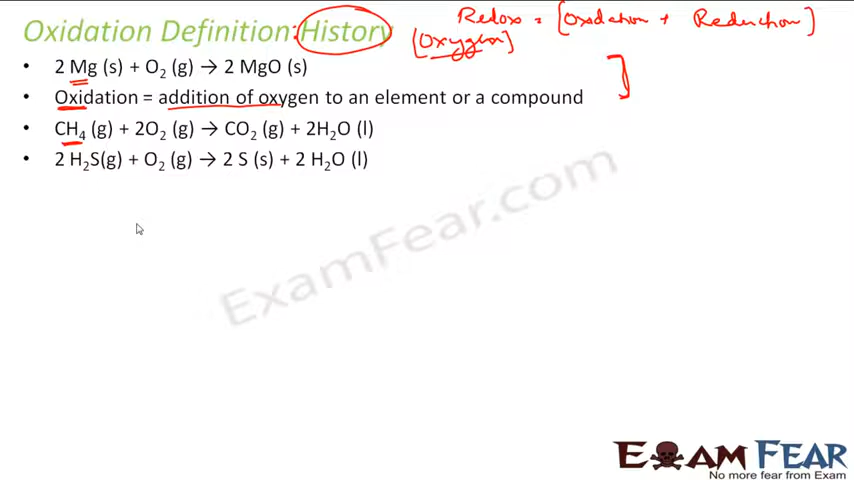 Oxidation Definition: History
Redox = [Oxidation + Reduction]
[Oxygen]
• 2 Mg (s) + O₂ (g) → 2 MgO (s)
• Oxidation = addition of oxygen to an element or a compound
• CH₄ (g) + 2O₂ (g) → CO₂ (g) + 2H₂O (l)
• 2 H₂S(g) + O₂ (g) → 2 S (s) + 2 H₂O (l)
ExamFear.com
EXAM FEAR
No more fear from Exam